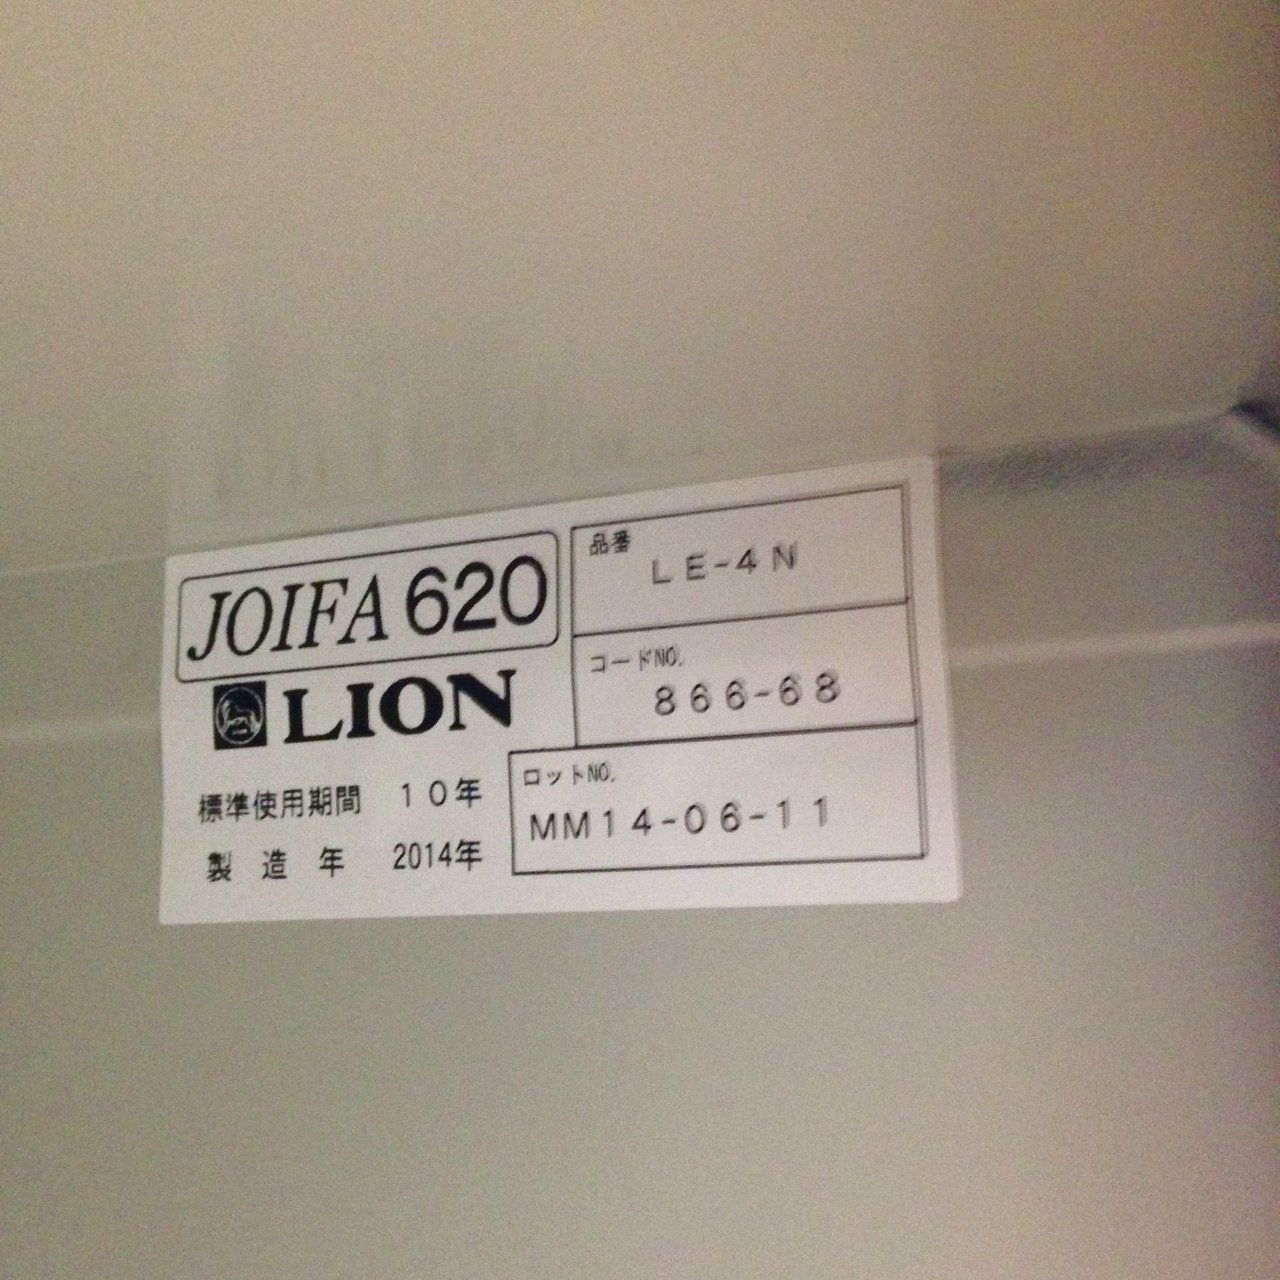 JOIFA 620
LION
標準使用期間 10年
製造年 2014年
品番
LE-4N
コードNO.
866-68
ロットNO.
MM14-06-11